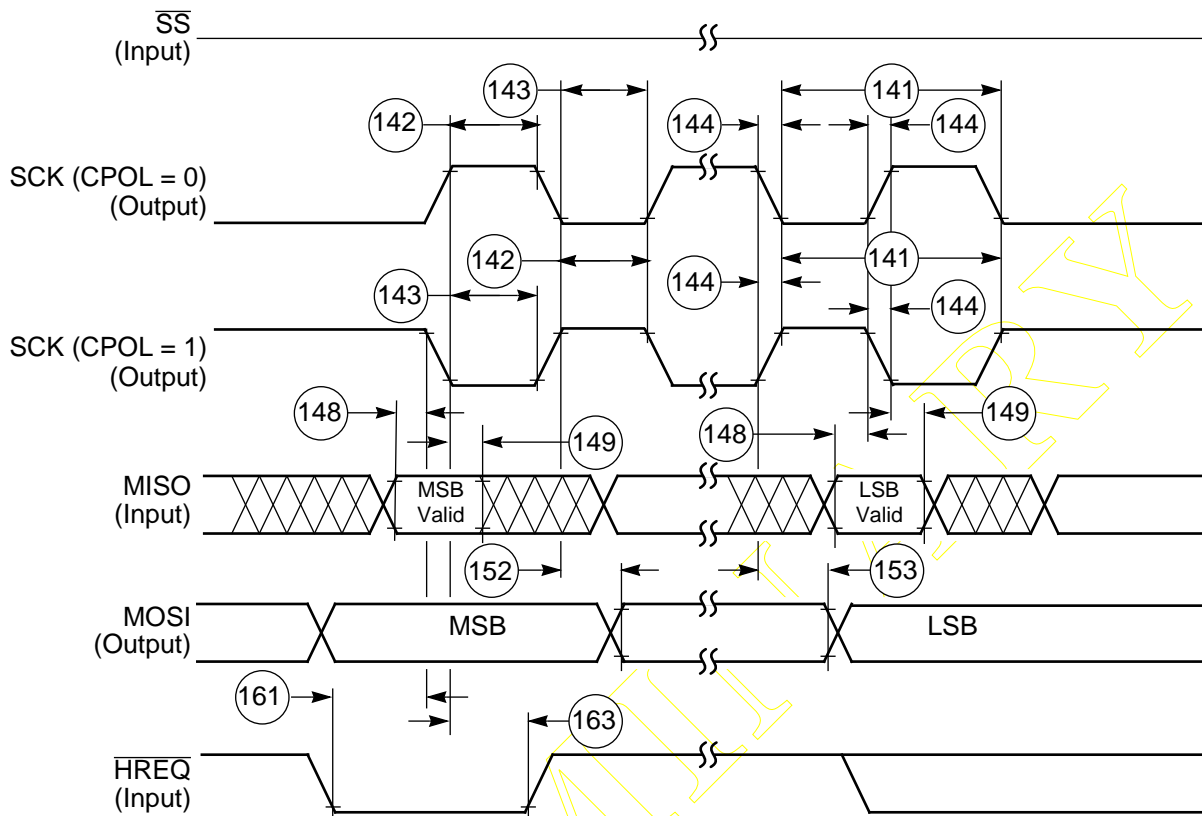 SS
(Input)
143
141
142
144
144
SCK (CPOL = 0)
(Output)
142
141
143
144
144
SCK (CPOL = 1)
(Output)
148
149
148
149
MISO
(Input)
MSB
Valid
LSB
Valid
152
153
MOSI
(Output)
MSB
LSB
161
163
HREQ
(Input)